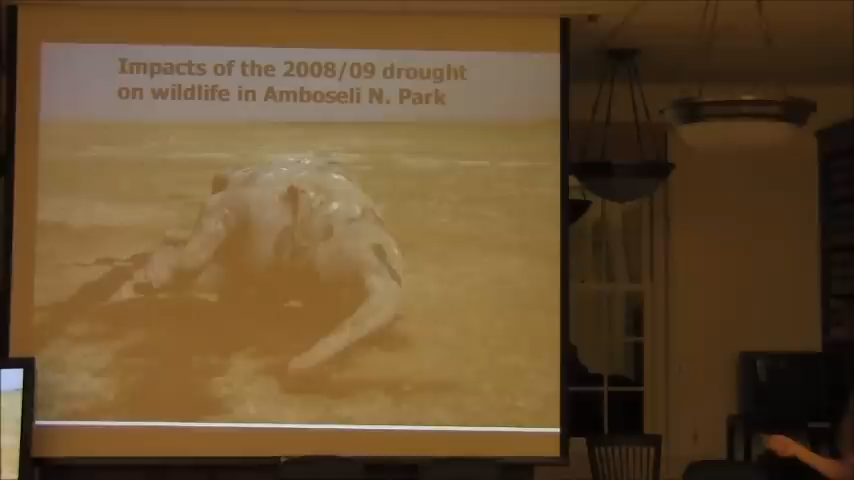 Impacts of the 2008/09 drought
on wildlife in Amboseli N. Park